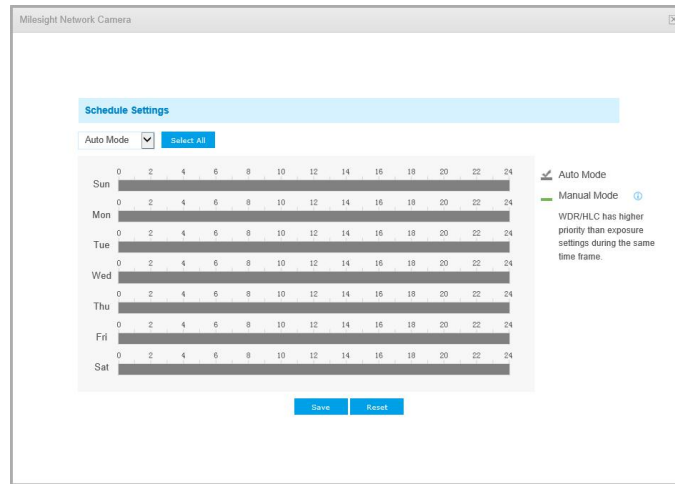 Milesight Network Camera
Schedule Settings
Auto Mode Select All
0 2 4 6 8 10 12 14 16 18 20 22 24
Sun
0 2 4 6 8 10 12 14 16 18 20 22 24
Mon
0 2 4 6 8 10 12 14 16 18 20 22 24
Tue
0 2 4 6 8 10 12 14 16 18 20 22 24
Wed
0 2 4 6 8 10 12 14 16 18 20 22 24
Thu
0 2 4 6 8 10 12 14 16 18 20 22 24
Fri
0 2 4 6 8 10 12 14 16 18 20 22 24
Sat
Auto Mode
Manual Mode
WDR/HLC has higher
priority than exposure
settings during the same
time frame.
Save Reset